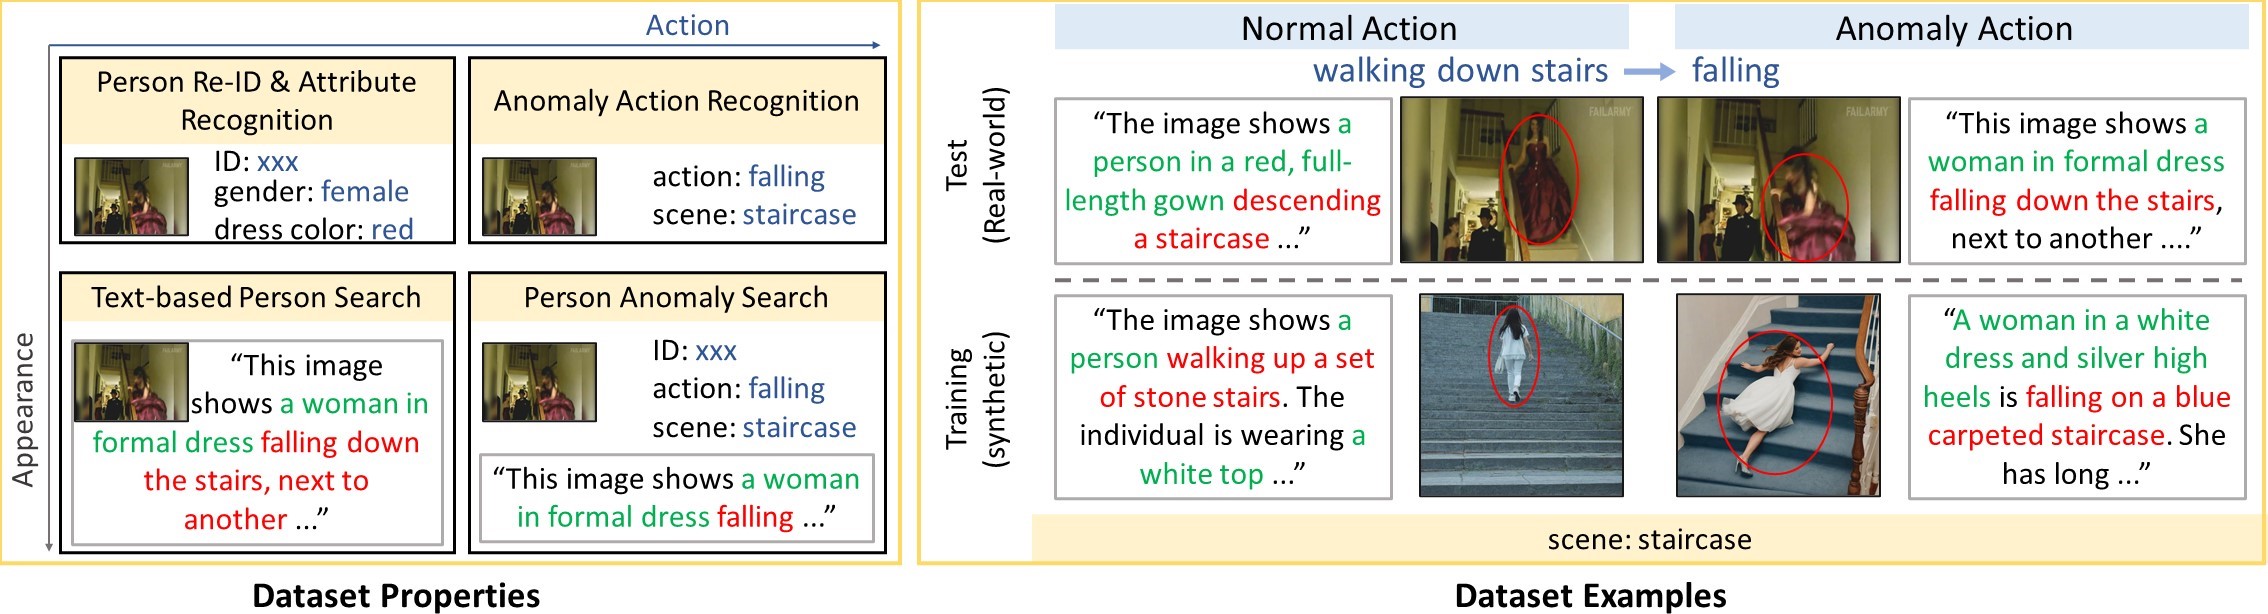 Action
Appearance
Person Re-ID & Attribute
Recognition
ID: xxx
gender: female
dress color: red
Anomaly Action Recognition
action: falling
scene: staircase
Text-based Person Search
“This image
shows a woman in
formal dress falling down
the stairs, next to
another ...”
Person Anomaly Search
ID: xxx
action: falling
scene: staircase
“This image shows a woman
in formal dress falling ...”
Dataset Properties
Normal Action
Anomaly Action
walking down stairs
falling
Test
(Real-world)
“The image shows a
person in a red, full-
length gown descending
a staircase ...”
FAILARMY
FAILARMY
“This image shows a
woman in formal dress
falling down the stairs,
next to another ....”
Training
(synthetic)
“The image shows a
person walking up a set
of stone stairs. The
individual is wearing a
white top ...”
“A woman in a white
dress and silver high
heels is falling on a blue
carpeted staircase. She
has long ...”
scene: staircase
Dataset Examples